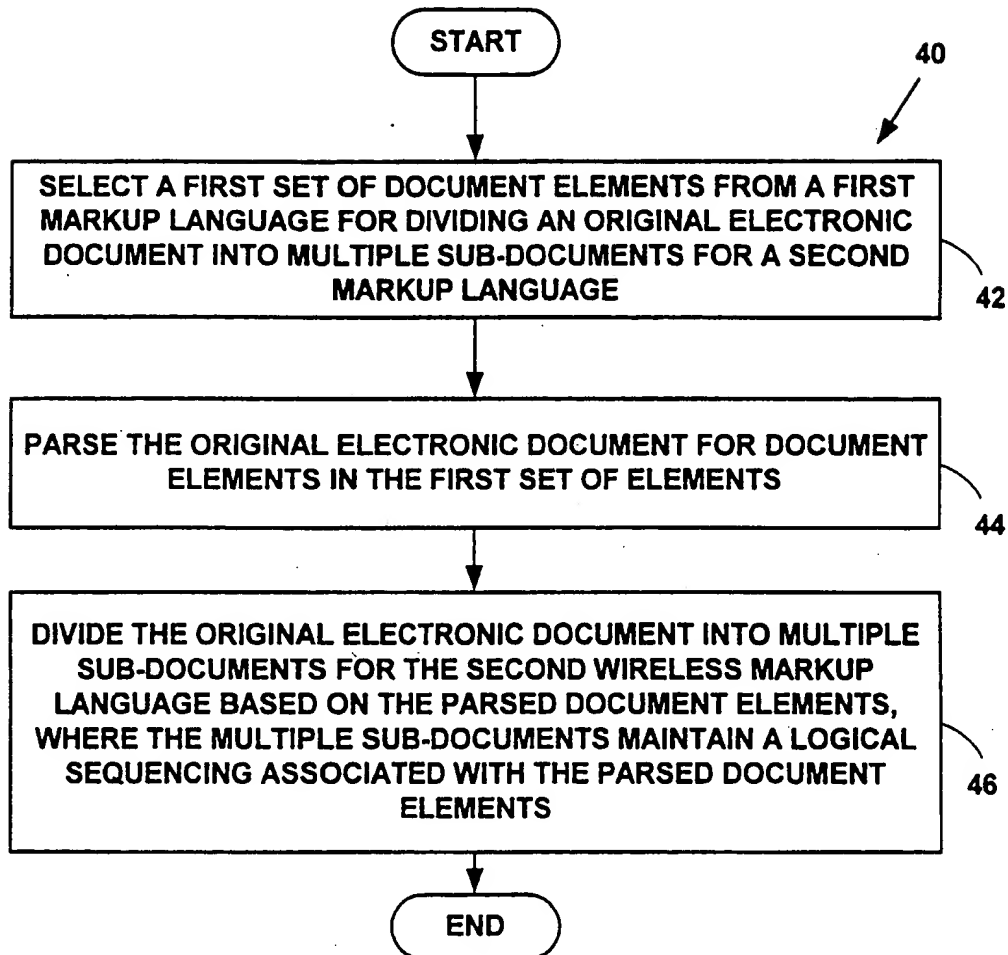 START
40
SELECT A FIRST SET OF DOCUMENT ELEMENTS FROM A FIRST
MARKUP LANGUAGE FOR DIVIDING AN ORIGINAL ELECTRONIC
DOCUMENT INTO MULTIPLE SUB-DOCUMENTS FOR A SECOND
MARKUP LANGUAGE
42
PARSE THE ORIGINAL ELECTRONIC DOCUMENT FOR DOCUMENT
ELEMENTS IN THE FIRST SET OF ELEMENTS
44
DIVIDE THE ORIGINAL ELECTRONIC DOCUMENT INTO MULTIPLE
SUB-DOCUMENTS FOR THE SECOND WIRELESS MARKUP
LANGUAGE BASED ON THE PARSED DOCUMENT ELEMENTS,
WHERE THE MULTIPLE SUB-DOCUMENTS MAINTAIN A LOGICAL
SEQUENCING ASSOCIATED WITH THE PARSED DOCUMENT
ELEMENTS
46
END